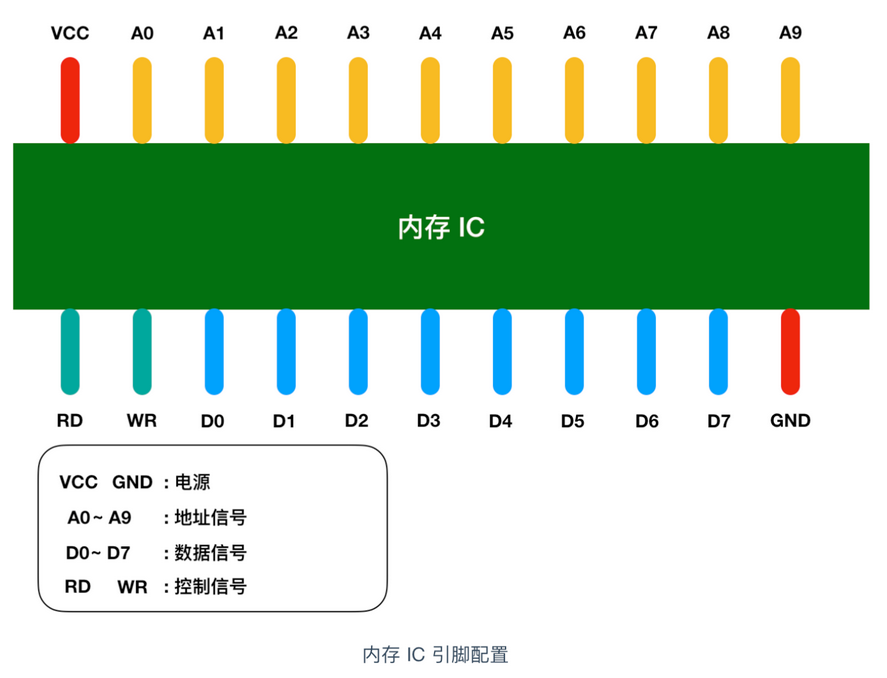 VCC A0 A1 A2 A3 A4 A5 A6 A7 A8 A9
内存 IC
RD WR D0 D1 D2 D3 D4 D5 D6 D7 GND
VCC GND : 电源
A0~ A9 : 地址信号
D0~ D7 : 数据信号
RD WR : 控制信号
内存 IC 引脚配置